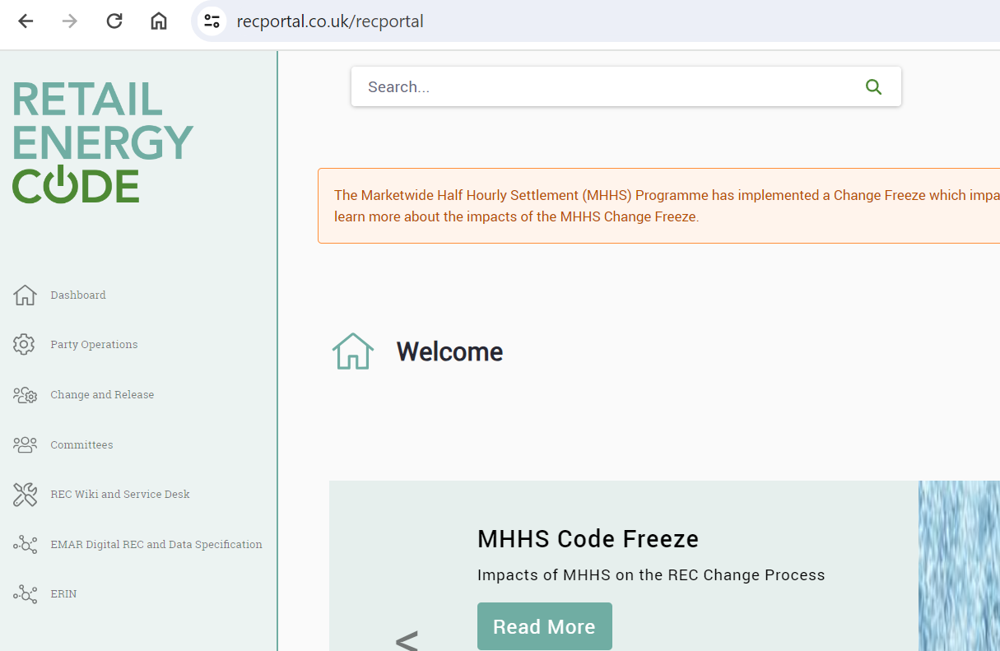 recportal.co.uk/recportal
RETAIL
ENERGY
CODE
Search...
The Marketwide Half Hourly Settlement (MHHS) Programme has implemented a Change Freeze which
learn more about the impacts of the MHHS Change Freeze.
Dashboard
Party Operations
Change and Release
Committees
REC Wiki and Service Desk
EMAR Digital REC and Data Specification
ERIN
Welcome
MHHS Code Freeze
Impacts of MHHS on the REC Change Process
Read More
<